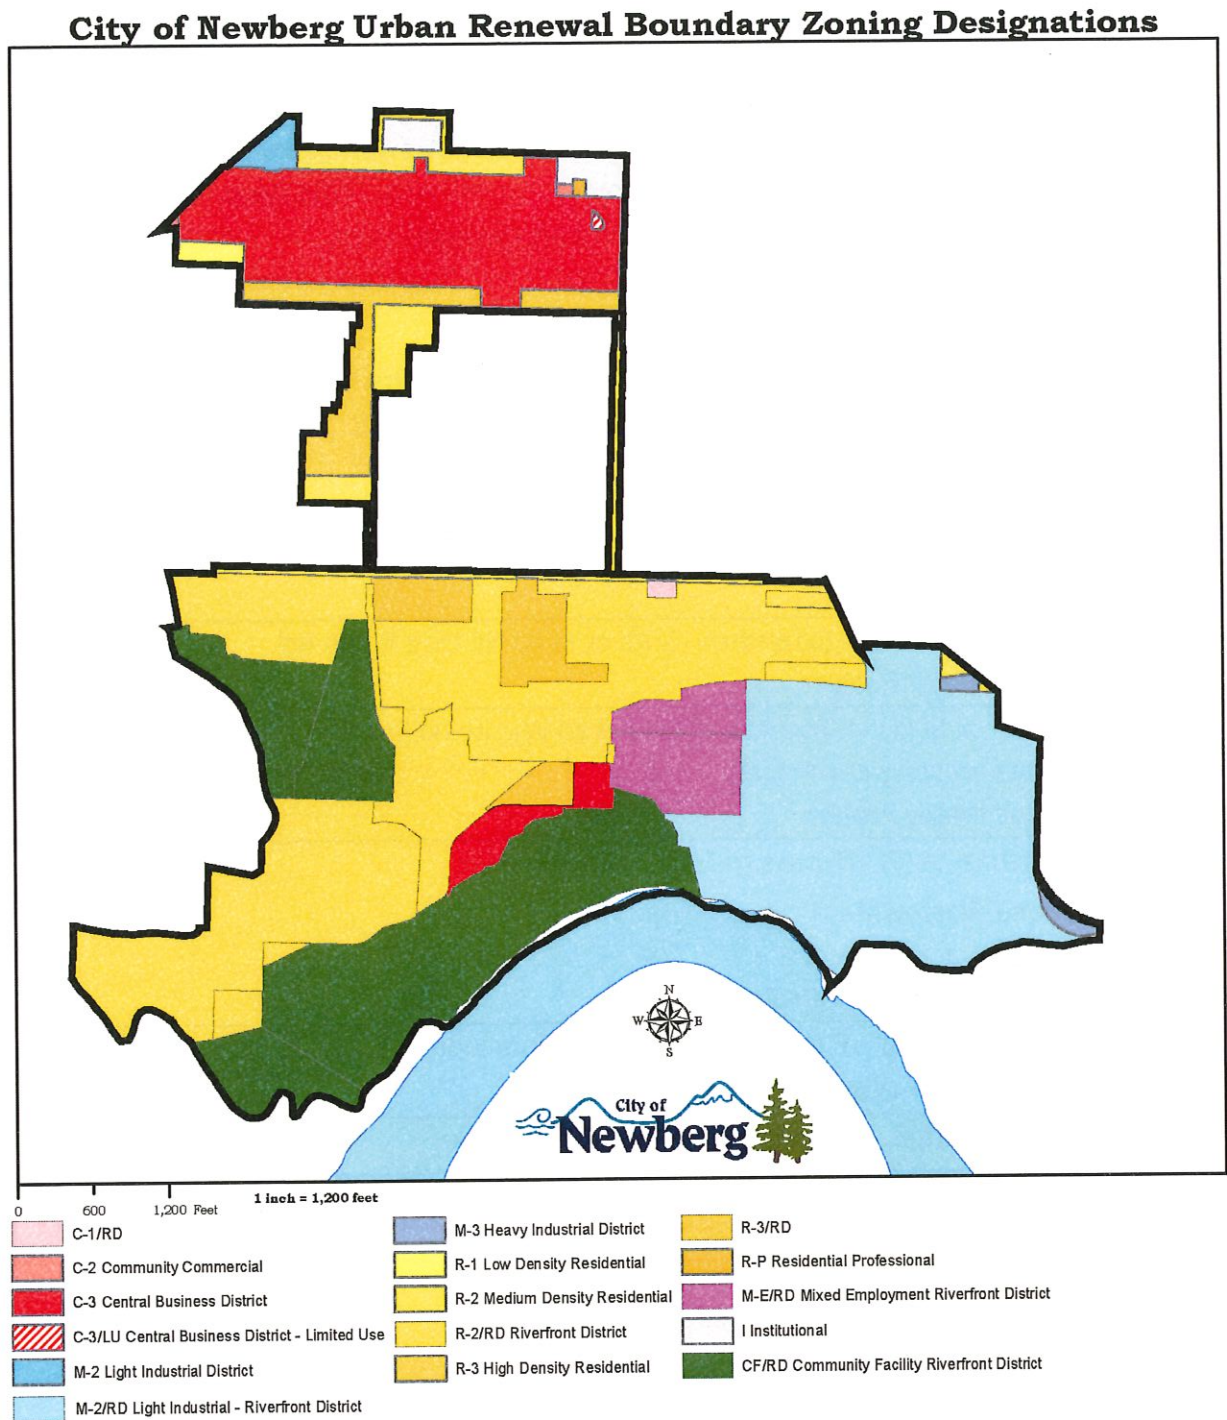 City of Newberg Urban Renewal Boundary Zoning Designations
N
W E
S
City of
Newberg
0 600 1,200 Feet
1 inch = 1,200 feet
C-1/RD
C-2 Community Commercial
C-3 Central Business District
C-3/LU Central Business District - Limited Use
M-2 Light Industrial District
M-2/RD Light Industrial - Riverfront District
M-3 Heavy Industrial District
R-1 Low Density Residential
R-2 Medium Density Residential
R-2/RD Riverfront District
R-3 High Density Residential
R-3/RD
R-P Residential Professional
M-E/RD Mixed Employment Riverfront District
I Institutional
CF/RD Community Facility Riverfront District